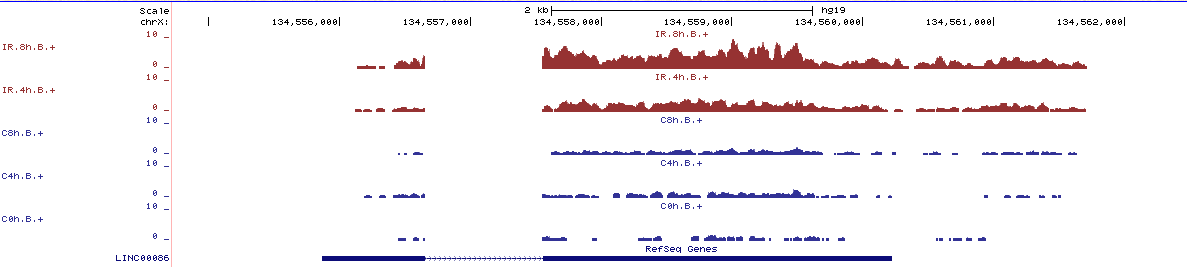 Scale 2 kb hg19
chrX: 134,556,000 134,557,000 134,558,000 134,559,000 134,560,000 134,561,000 134,562,000
IR.8h.B.+
10
IR.8h.B.+
0
IR.4h.B.+
10
IR.4h.B.+
0
C8h.B.+
10
C8h.B.+
0
C4h.B.+
10
C4h.B.+
0
C0h.B.+
10
C0h.B.+
0
RefSeq Genes
LINC00086